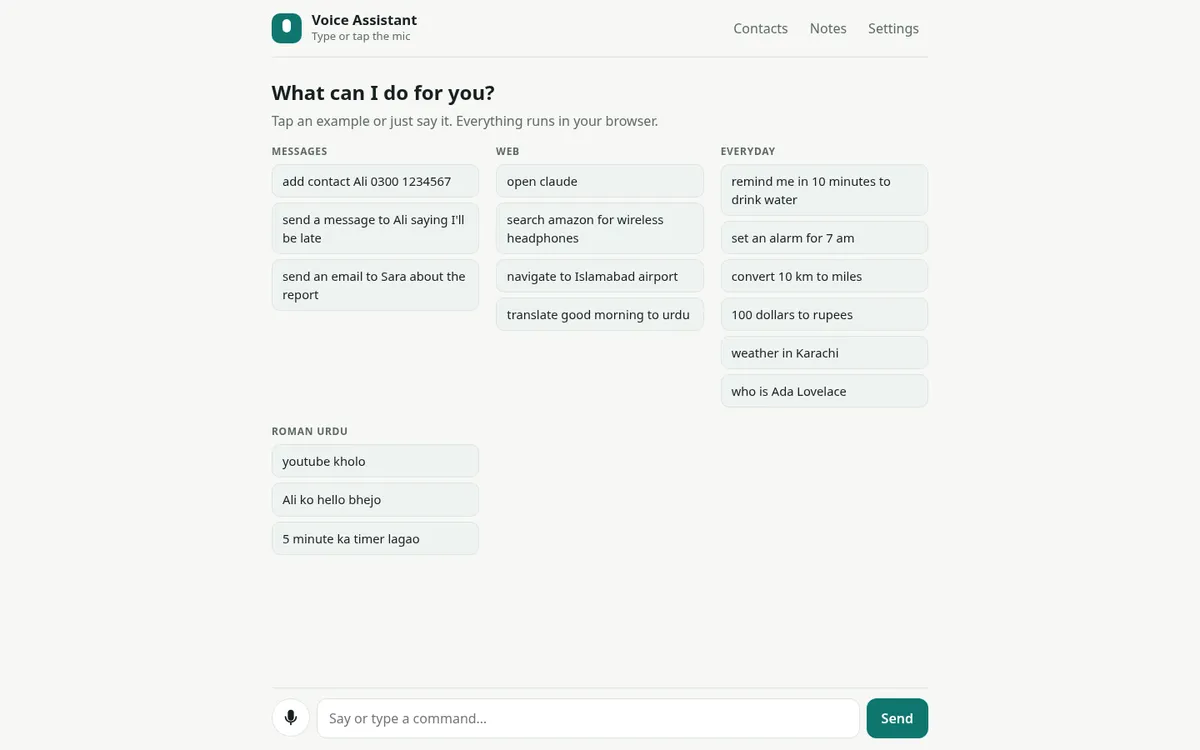 Voice Assistant
Type or tap the mic
Contacts
Notes
Settings
What can I do for you?
Tap an example or just say it. Everything runs in your browser.
MESSAGES
add contact Ali 0300 1234567
send a message to Ali saying I'll
be late
send an email to Sara about the
report
WEB
open claude
search amazon for wireless
headphones
navigate to Islamabad airport
translate good morning to urdu
EVERYDAY
remind me in 10 minutes to
drink water
set an alarm for 7 am
convert 10 km to miles
100 dollars to rupees
weather in Karachi
who is Ada Lovelace
ROMAN URDU
youtube kholo
Ali ko hello bhejo
5 minute ka timer lagao
Say or type a command...
Send